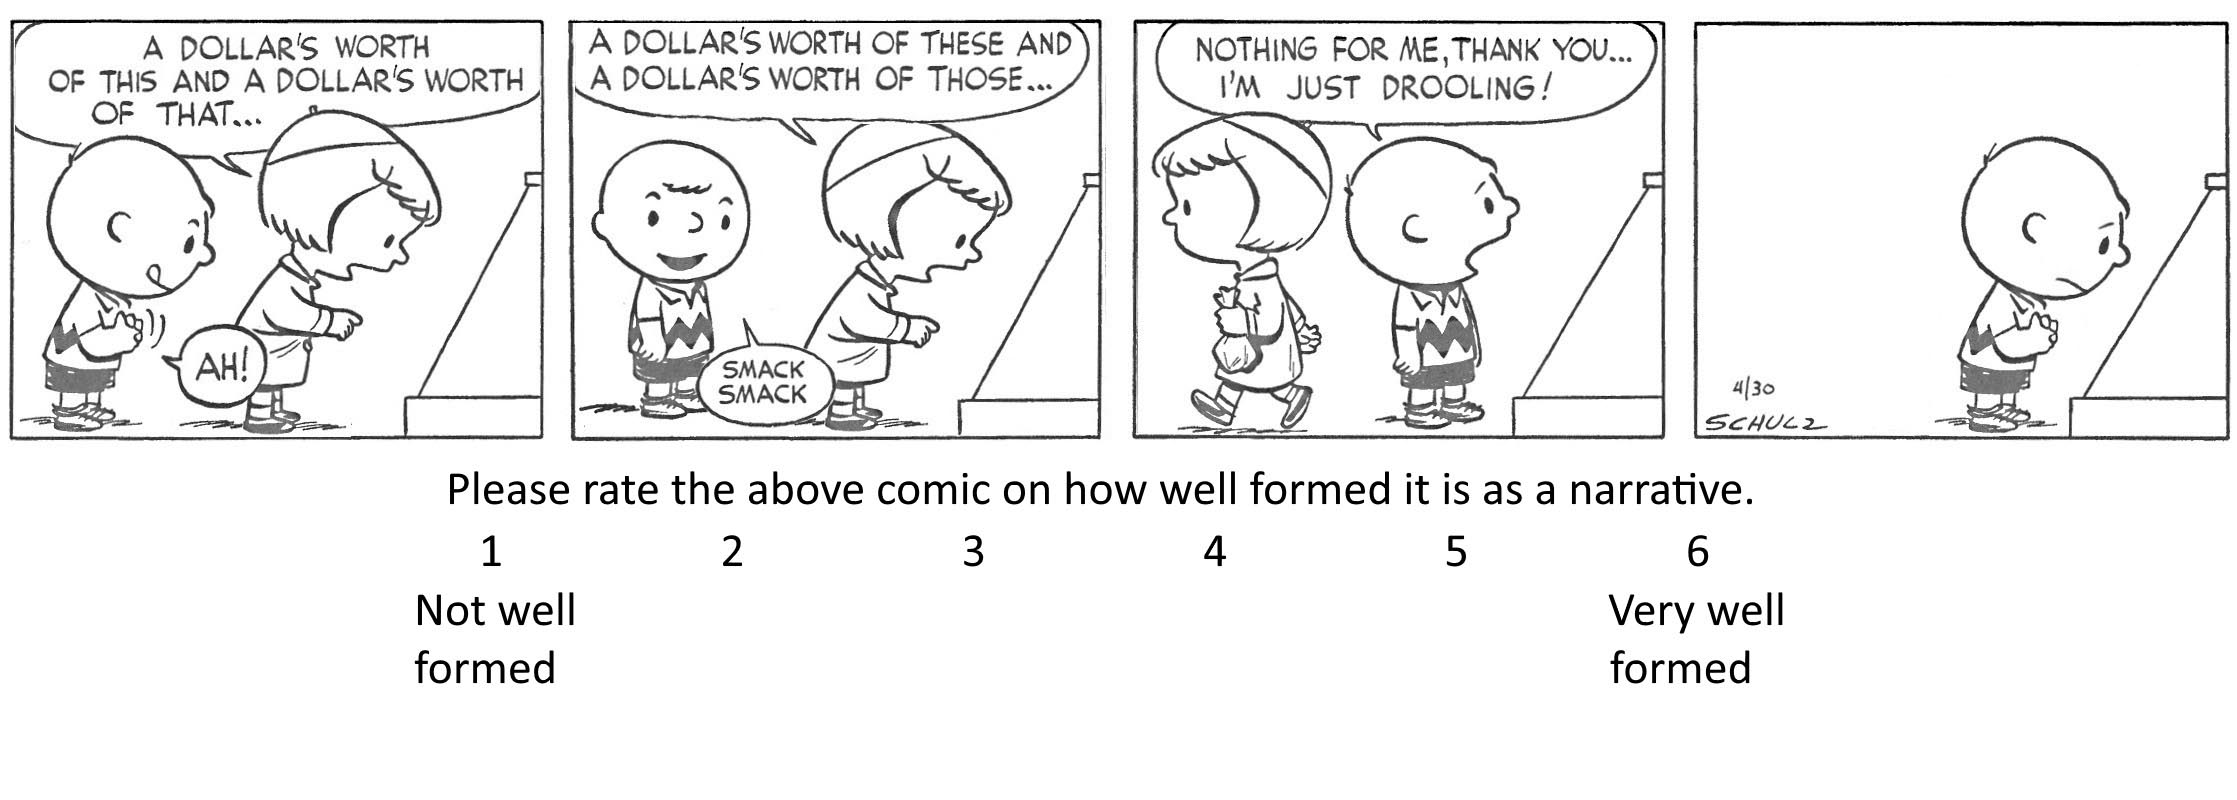 A DOLLAR'S WORTH
OF THIS AND A DOLLAR'S WORTH
OF THAT...
AH!
A DOLLAR'S WORTH OF THESE AND
A DOLLAR'S WORTH OF THOSE...
SMACK
SMACK
NOTHING FOR ME, THANK YOU...
I'M JUST DROOLING!
4/30
SCHULZ
Please rate the above comic on how well formed it is as a narrative.
1 2 3 4 5 6
Not well
formed
Very well
formed